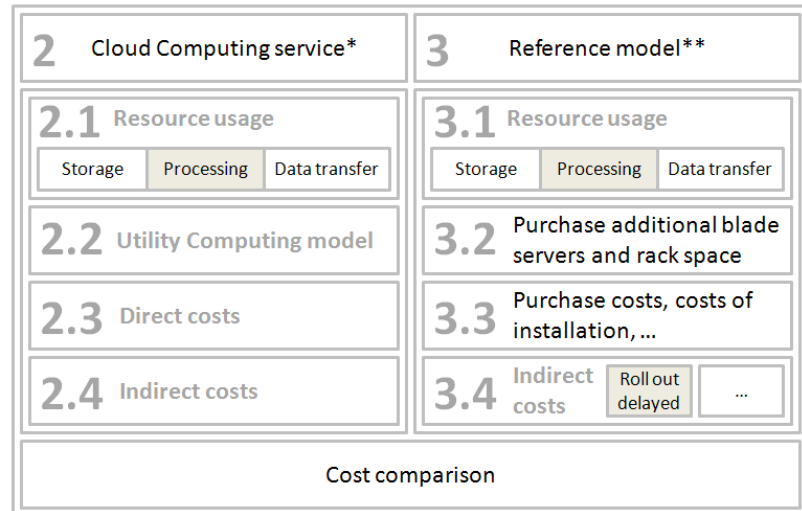 2 Cloud Computing service*
3 Reference model**
2.1 Resource usage
Storage Processing Data transfer
2.2 Utility Computing model
2.3 Direct costs
2.4 Indirect costs
3.1 Resource usage
Storage Processing Data transfer
3.2 Purchase additional blade
servers and rack space
3.3 Purchase costs, costs of
installation, ...
3.4 Indirect
costs
Roll out
delayed
...
Cost comparison